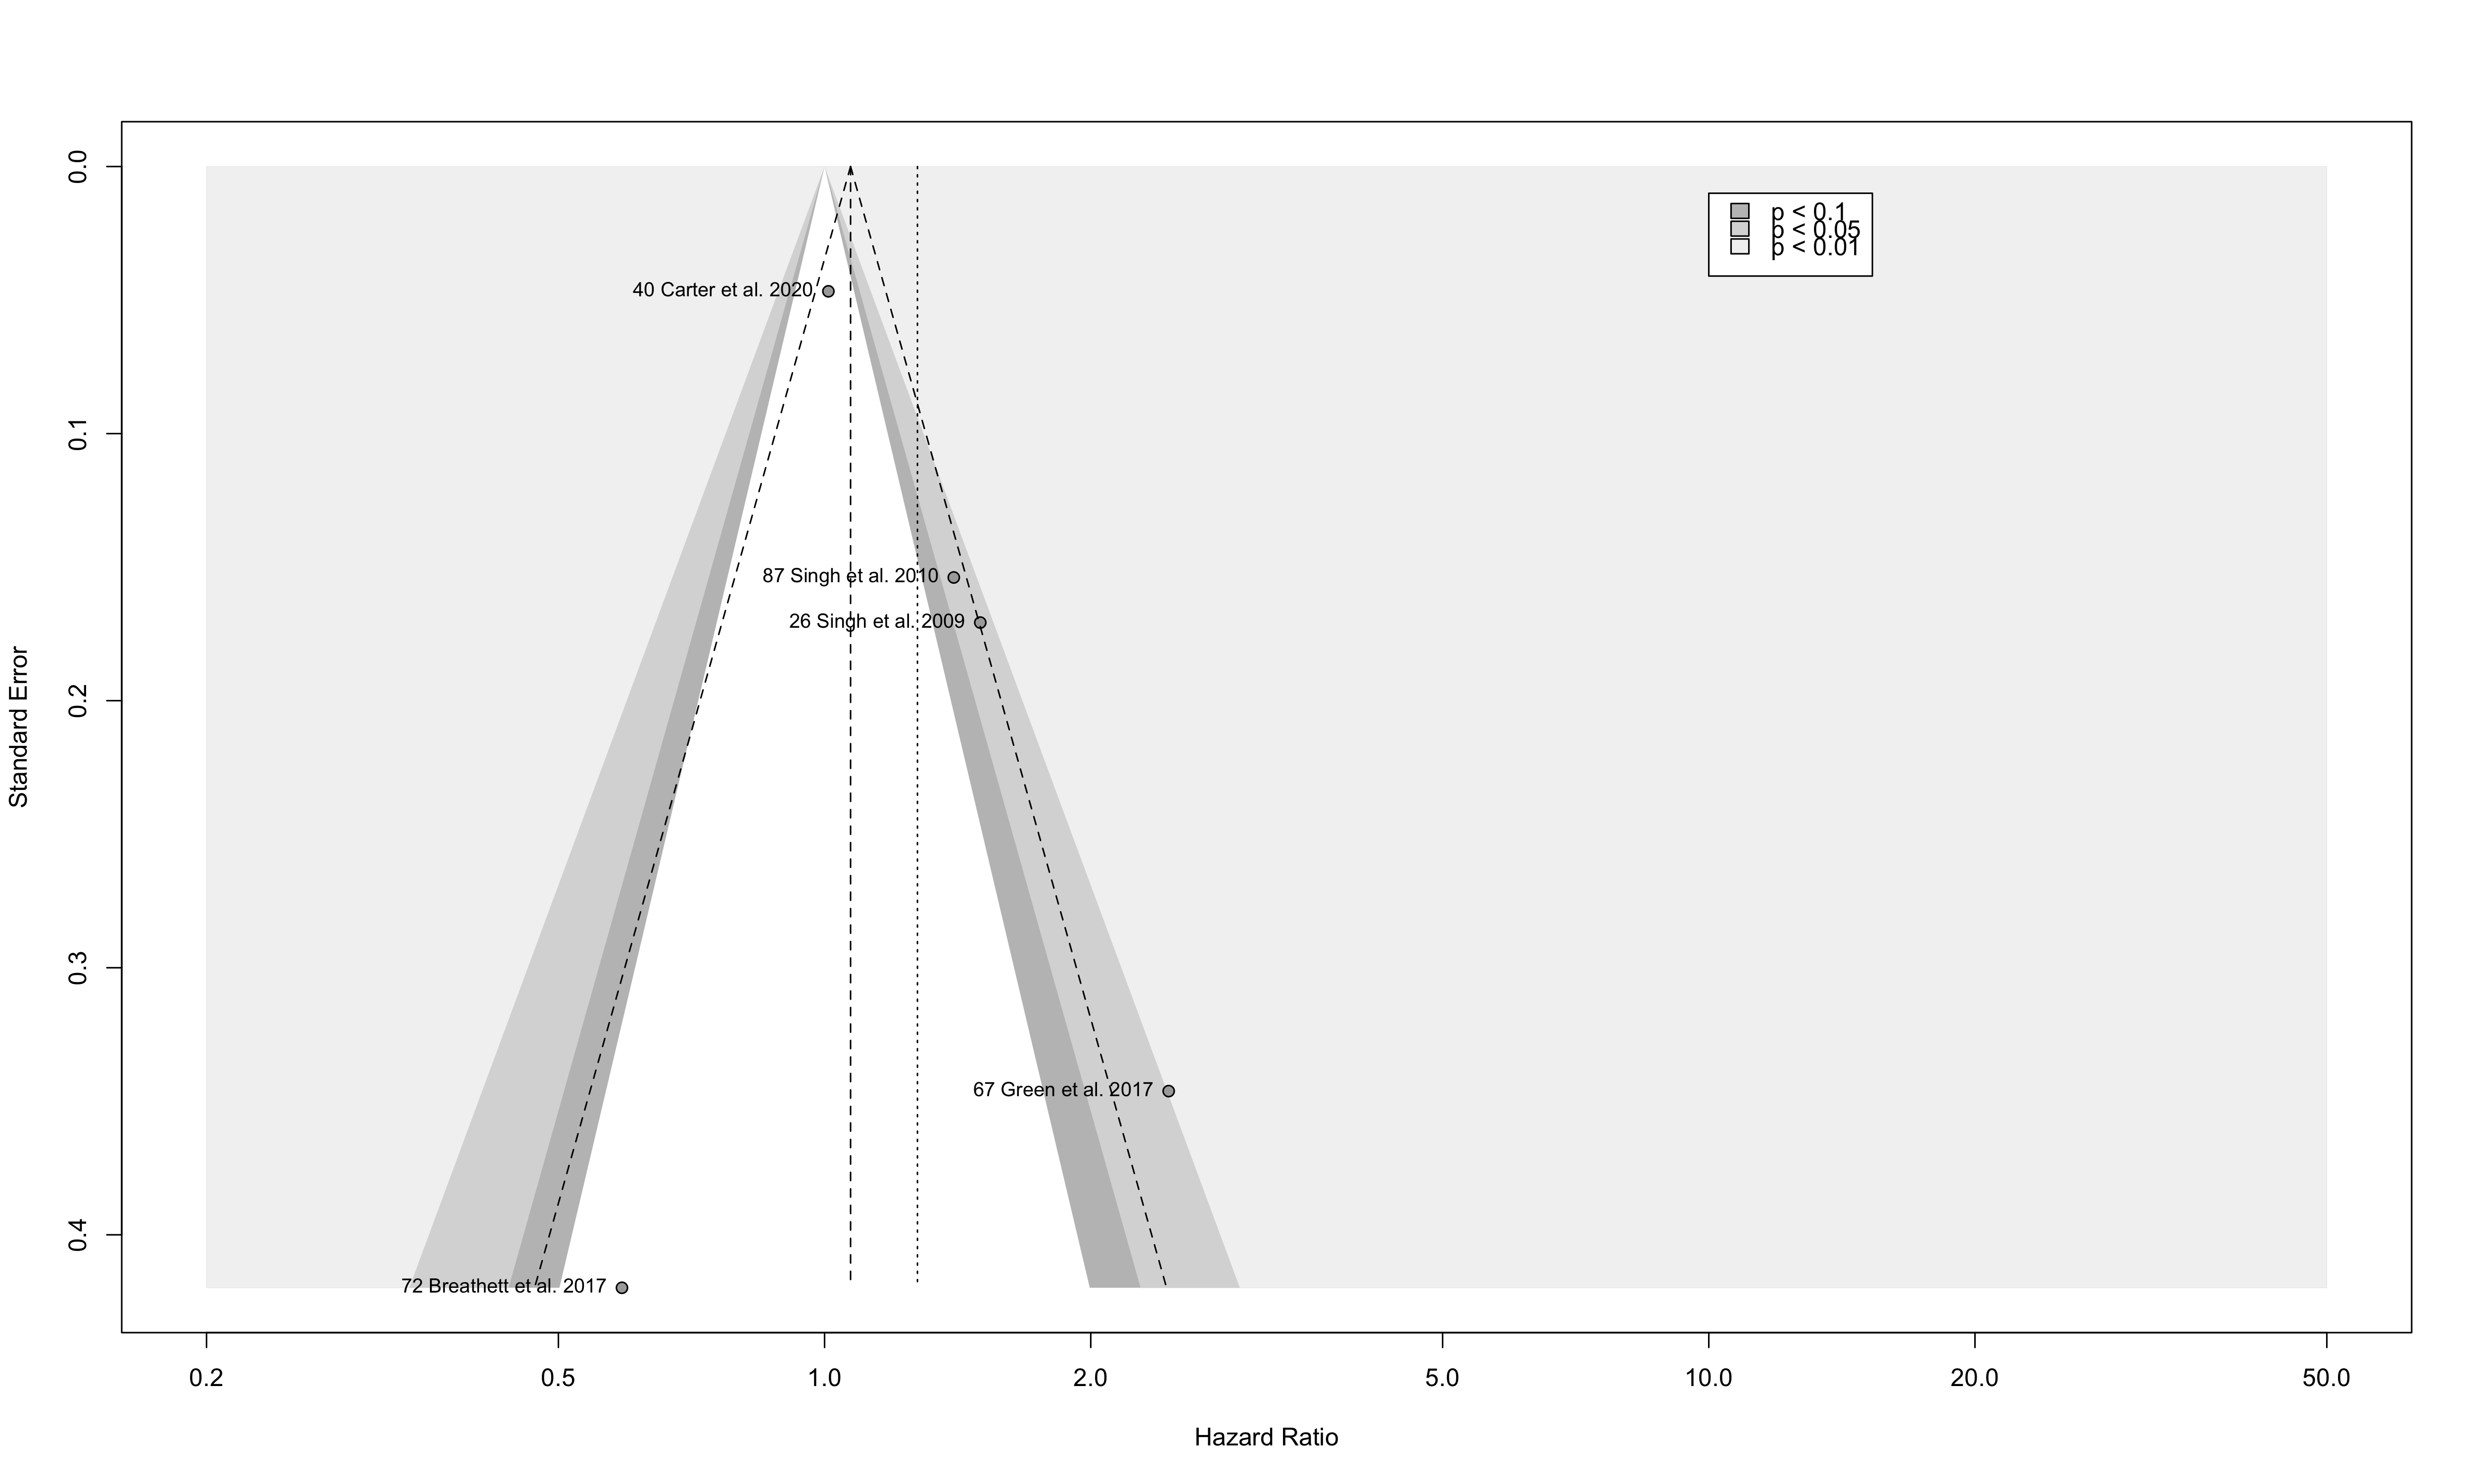 p < 0.1
p < 0.05
p < 0.01
40 Carter et al. 2020
87 Singh et al. 2010
26 Singh et al. 2009
67 Green et al. 2017
72 Breathett et al. 2017
0.0
0.1
0.2
0.3
0.4
Standard Error
0.2 0.5 1.0 2.0 5.0 10.0 20.0 50.0
Hazard Ratio